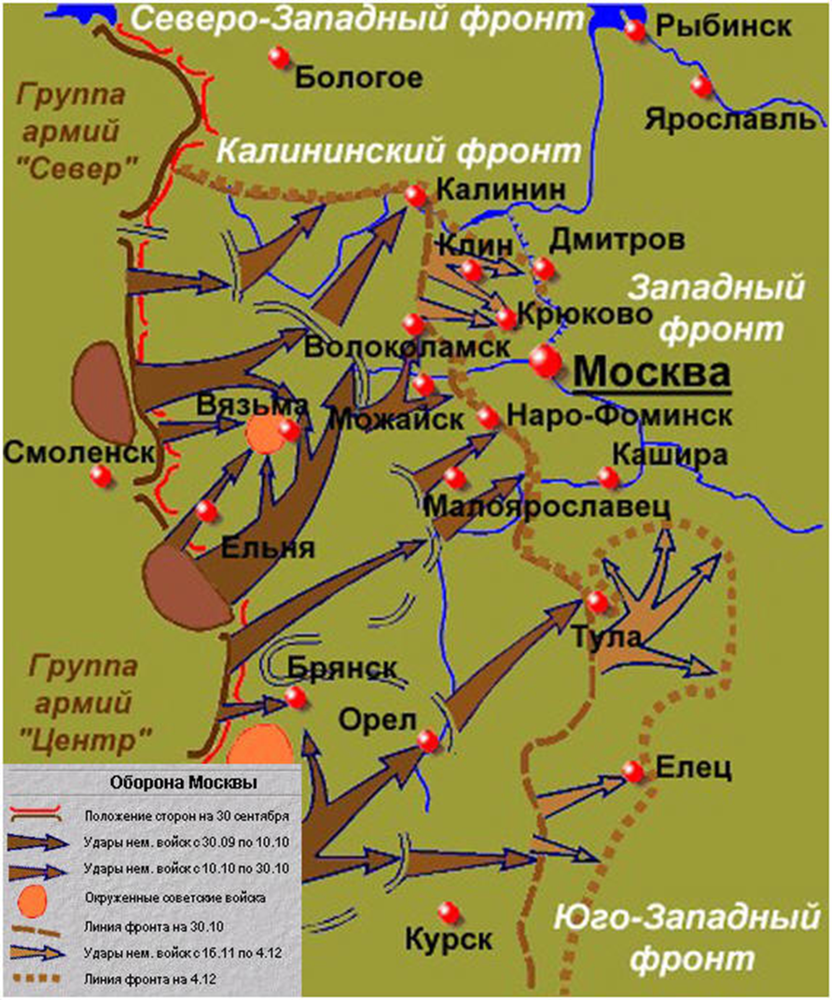 Северо-Западный фронт
Рыбинск
Бологое
Группа
армий
"Север"
Ярославль
Калининский фронт
Калинин
Клин
Дмитров
Западный
фронт
Крюково
Волоколамск
Москва
Вязьма
Можайск
Наро-Фоминск
Смоленск
Кашира
Малоярославец
Ельня
Тула
Группа
армий
"Центр"
Брянск
Орел
Елец
Оборона Москвы
Положение сторон на 30 сентября
Удары нем. войск с 30.09 по 10.10
Удары нем. войск с 10.10 по 30.10
Окруженные советские войска
Линия фронта на 30.10
Удары нем. войск с 16.11 по 4.12
Линия фронта на 4.12
Курск
Юго-Западный
фронт